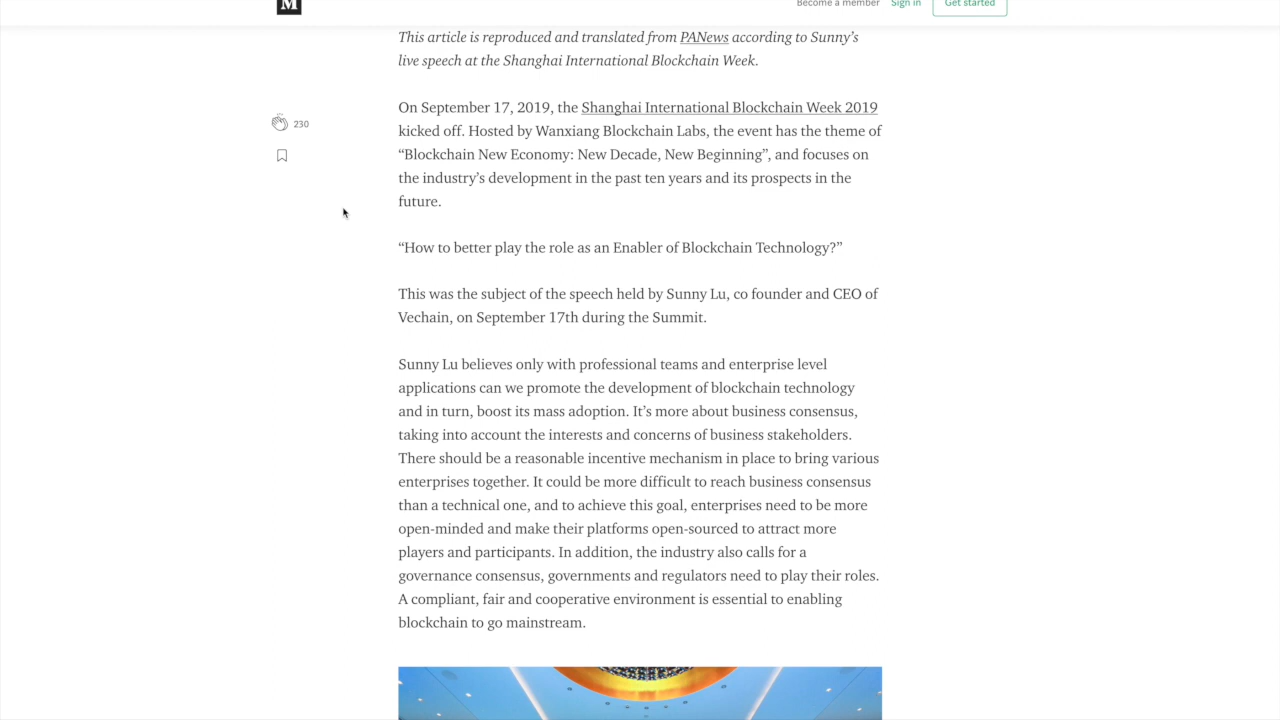 M
Become a member Sign in Get started
This article is reproduced and translated from PANews according to Sunny’s
live speech at the Shanghai International Blockchain Week.
On September 17, 2019, the Shanghai International Blockchain Week 2019
kicked off. Hosted by Wanxiang Blockchain Labs, the event has the theme of
“Blockchain New Economy: New Decade, New Beginning”, and focuses on
the industry’s development in the past ten years and its prospects in the
future.
230
“How to better play the role as an Enabler of Blockchain Technology?”
This was the subject of the speech held by Sunny Lu, co founder and CEO of
Vechain, on September 17th during the Summit.
Sunny Lu believes only with professional teams and enterprise level
applications can we promote the development of blockchain technology
and in turn, boost its mass adoption. It’s more about business consensus,
taking into account the interests and concerns of business stakeholders.
There should be a reasonable incentive mechanism in place to bring various
enterprises together. It could be more difficult to reach business consensus
than a technical one, and to achieve this goal, enterprises need to be more
open-minded and make their platforms open-sourced to attract more
players and participants. In addition, the industry also calls for a
governance consensus, governments and regulators need to play their roles.
A compliant, fair and cooperative environment is essential to enabling
blockchain to go mainstream.